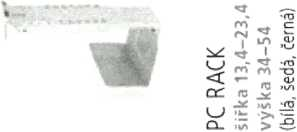 PC RACK
šířka 13,4–23,4
výška 34–54
(bílá, šedá, černá)